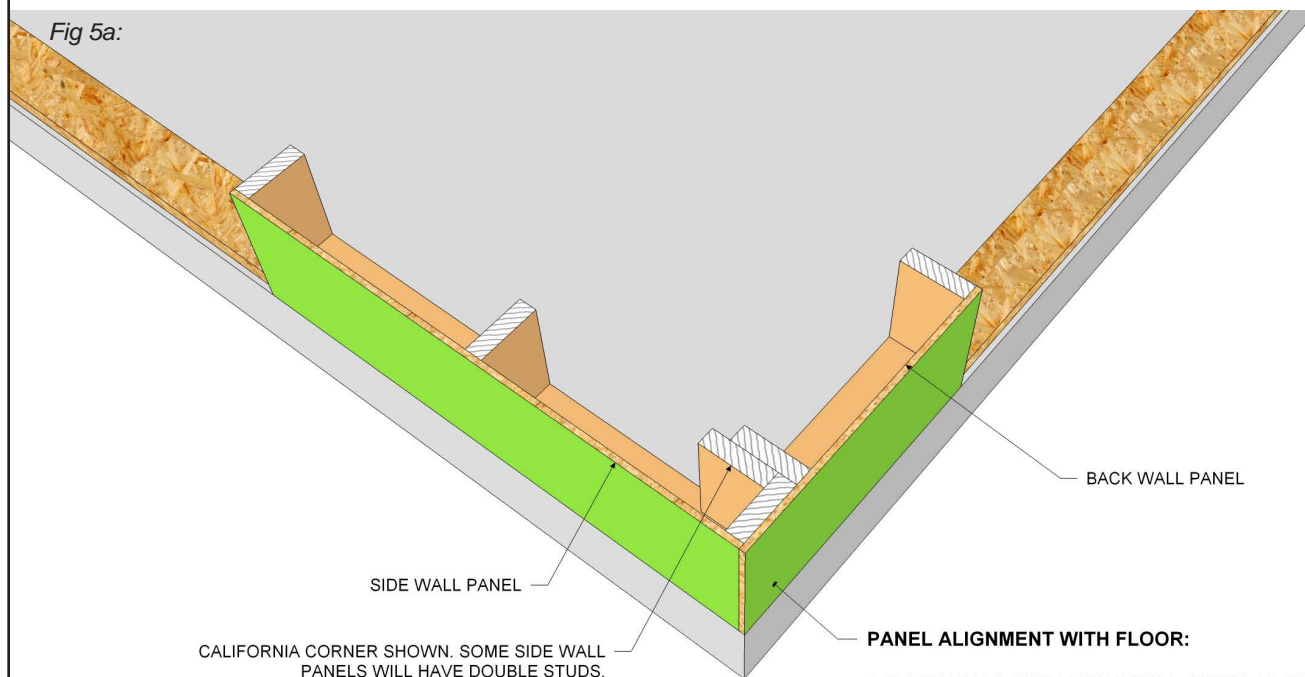 Fig 5a:
BACK WALL PANEL
SIDE WALL PANEL
CALIFORNIA CORNER SHOWN. SOME SIDE WALL
PANELS WILL HAVE DOUBLE STUDS.
PANEL ALIGNMENT WITH FLOOR: